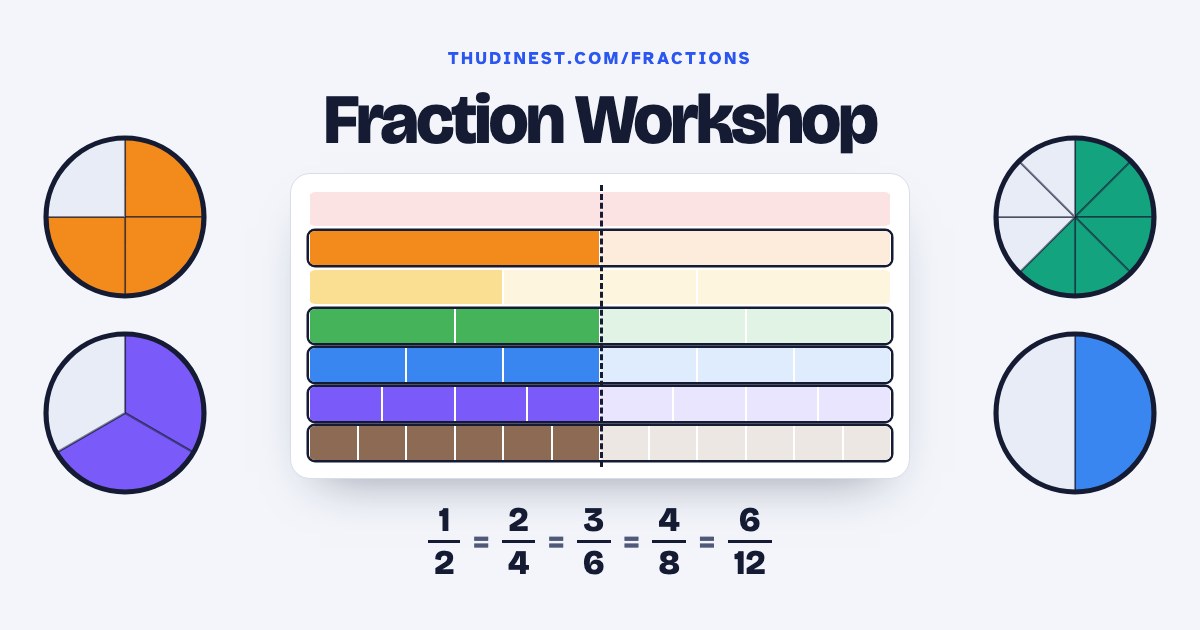 THUDINEST.COM/FRACTIONS
Fraction Workshop
1/2 = 2/4 = 3/6 = 4/8 = 6/12